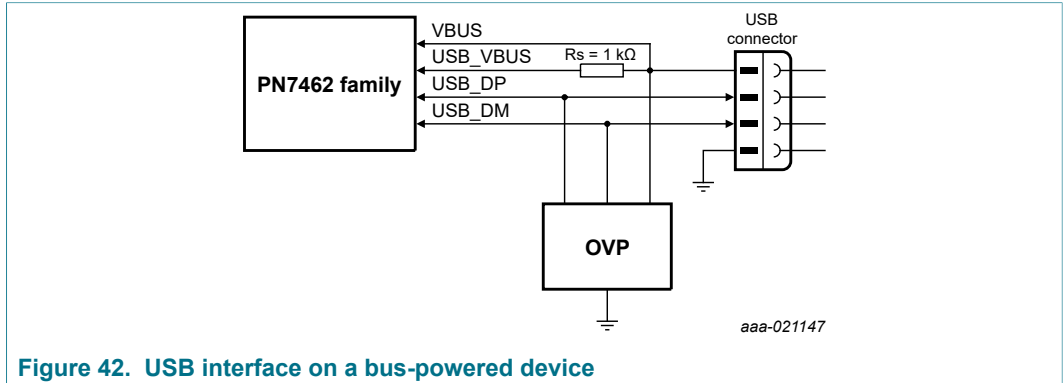 USB
connector
VBUS
USB_VBUS
Rs = 1 kΩ
PN7462 family
USB_DP
USB_DM
OVP
aaa-021147
Figure 42. USB interface on a bus-powered device